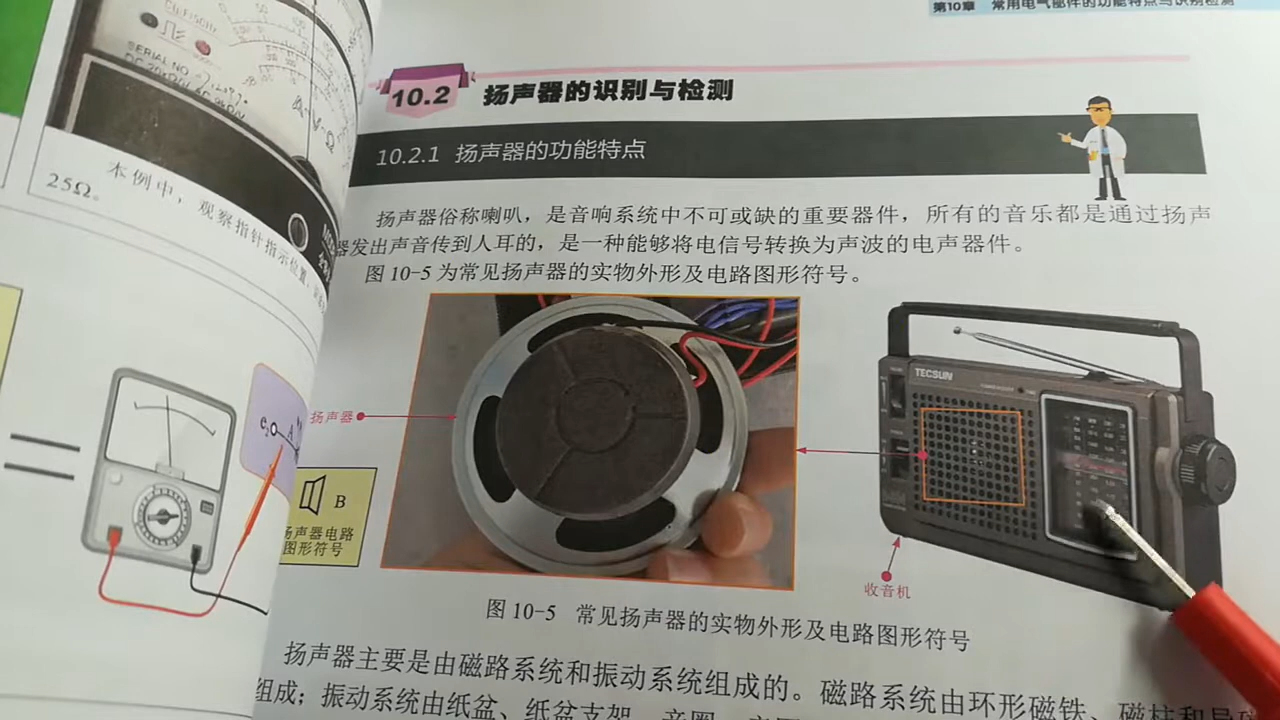 第10章 常用电气部件的功能特点与识别检测
SERIAL NO.
本例中，观察指针指示位置，
25Ω。
10.2 扬声器的识别与检测
10.2.1 扬声器的功能特点
扬声器俗称喇叭，是音响系统中不可或缺的重要器件，所有的音乐都是通过扬声
器发出声音传到人耳的，是一种能够将电信号转换为声波的电声器件。
图 10-5 为常见扬声器的实物外形及电路图形符号。
扬声器
B
扬声器电路
图形符号
TECSUN
收音机
图 10-5 常见扬声器的实物外形及电路图形符号
扬声器主要是由磁路系统和振动系统组成的。磁路系统由环形磁铁、磁柱和导
组成；振动系统由纸盆、纸盆支架、音圈、